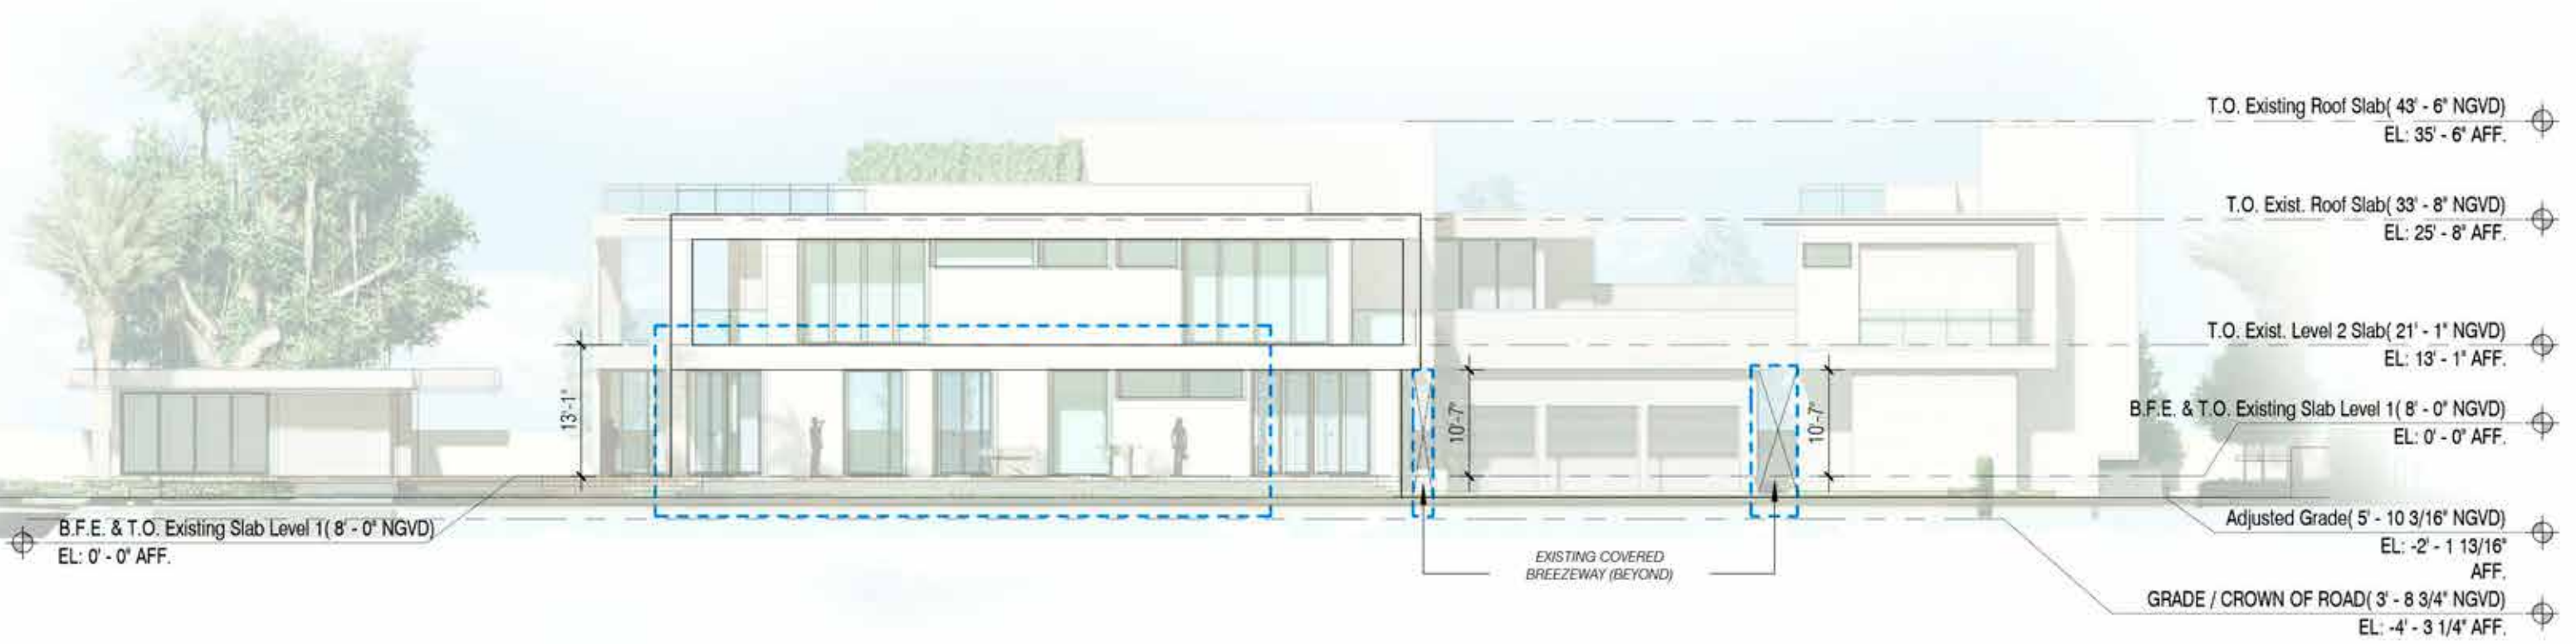 T.O. Existing Roof Slab( 43' - 6" NGVD)
EL: 35' - 6" AFF.
T.O. Exist. Roof Slab( 33' - 8" NGVD)
EL: 25' - 8" AFF.
T.O. Exist. Level 2 Slab( 21' - 1" NGVD)
EL: 13' - 1" AFF.
13'-1"
10'-7"
10'-7"
B.F.E. & T.O. Existing Slab Level 1( 8' - 0" NGVD)
EL: 0' - 0" AFF.
B.F.E. & T.O. Existing Slab Level 1( 8' - 0" NGVD)
EL: 0' - 0" AFF.
EXISTING COVERED
BREEZEWAY (BEYOND)
Adjusted Grade( 5' - 10 3/16" NGVD)
EL: -2' - 1 13/16"
AFF.
GRADE / CROWN OF ROAD( 3' - 8 3/4" NGVD)
EL: -4' - 3 1/4" AFF.